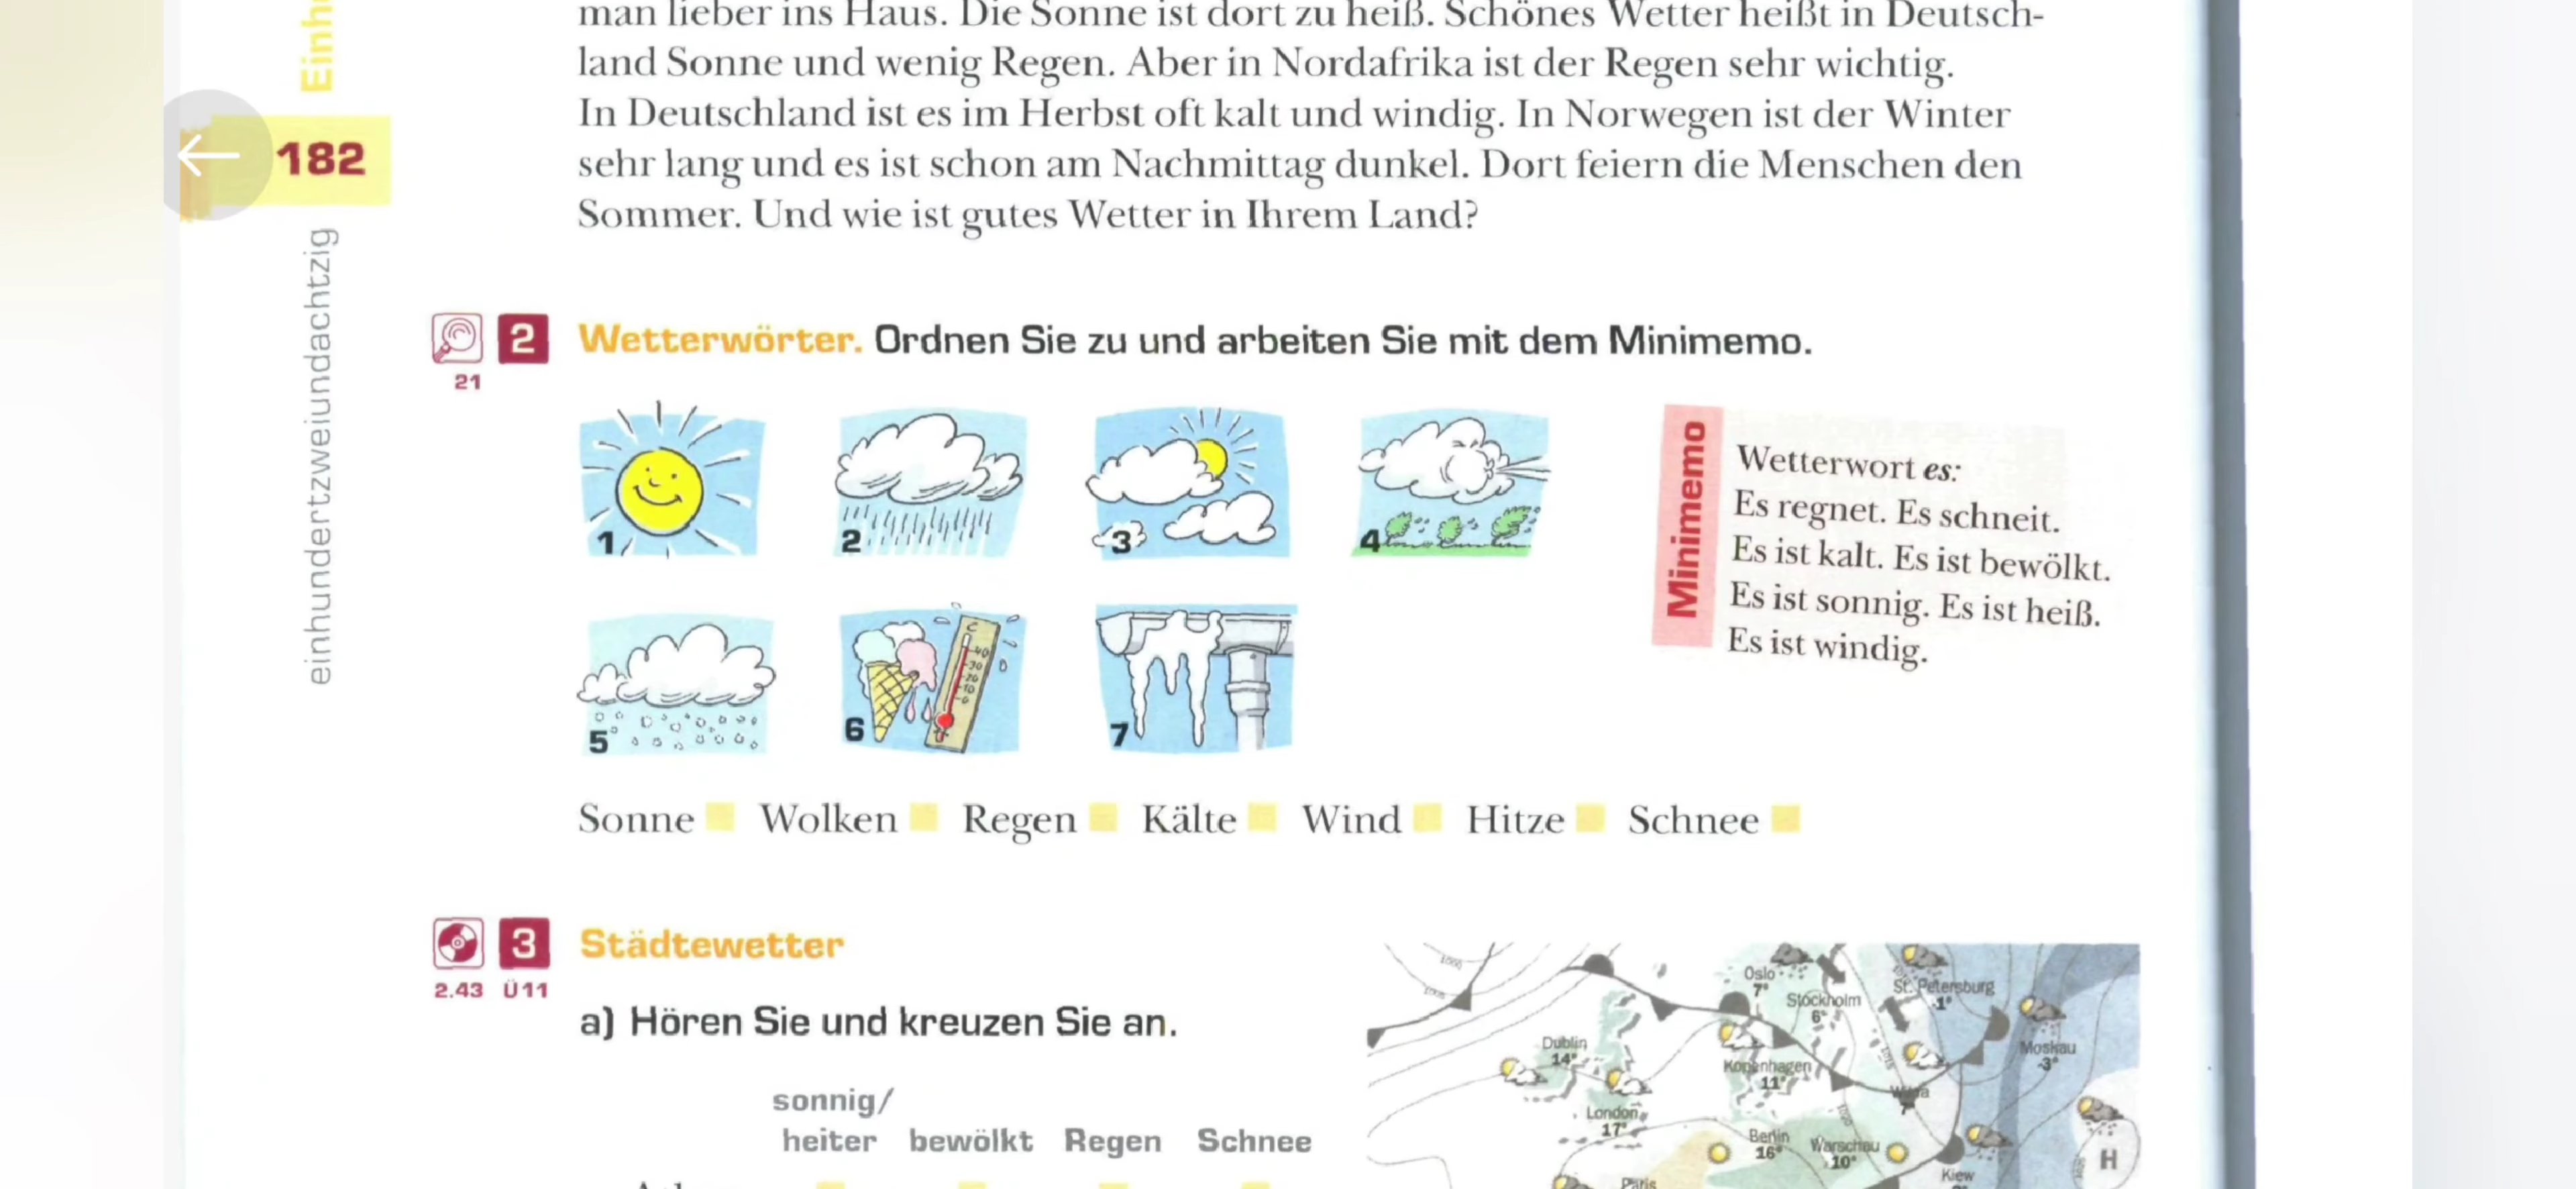 man lieber ins Haus. Die Sonne ist dort zu heiß. Schönes Wetter heißt in Deutsch-
land Sonne und wenig Regen. Aber in Nordafrika ist der Regen sehr wichtig.
In Deutschland ist es im Herbst oft kalt und windig. In Norwegen ist der Winter
sehr lang und es ist schon am Nachmittag dunkel. Dort feiern die Menschen den
Sommer. Und wie ist gutes Wetter in Ihrem Land?
Einh
182
einhundertzweiundachtzig
2 Wetterwörter. Ordnen Sie zu und arbeiten Sie mit dem Minimemo.
21
1
2
3
4
5
6
40
30
20
10
0
7
Minimemo
Wetterwort es:
Es regnet. Es schneit.
Es ist kalt. Es ist bewölkt.
Es ist sonnig. Es ist heiß.
Es ist windig.
Sonne Wolken Regen Kälte Wind Hitze Schnee
3 Städtewetter
2.43 Ü11
a) Hören Sie und kreuzen Sie an.
sonnig/
heiter bewölkt Regen Schnee
Oslo
7°
Stockholm
6°
St. Petersburg
-1°
Moskau
-3°
Dublin
14°
Kopenhagen
11°
London
17°
Berlin
16°
Warschau
10°
Kiew
Paris
H